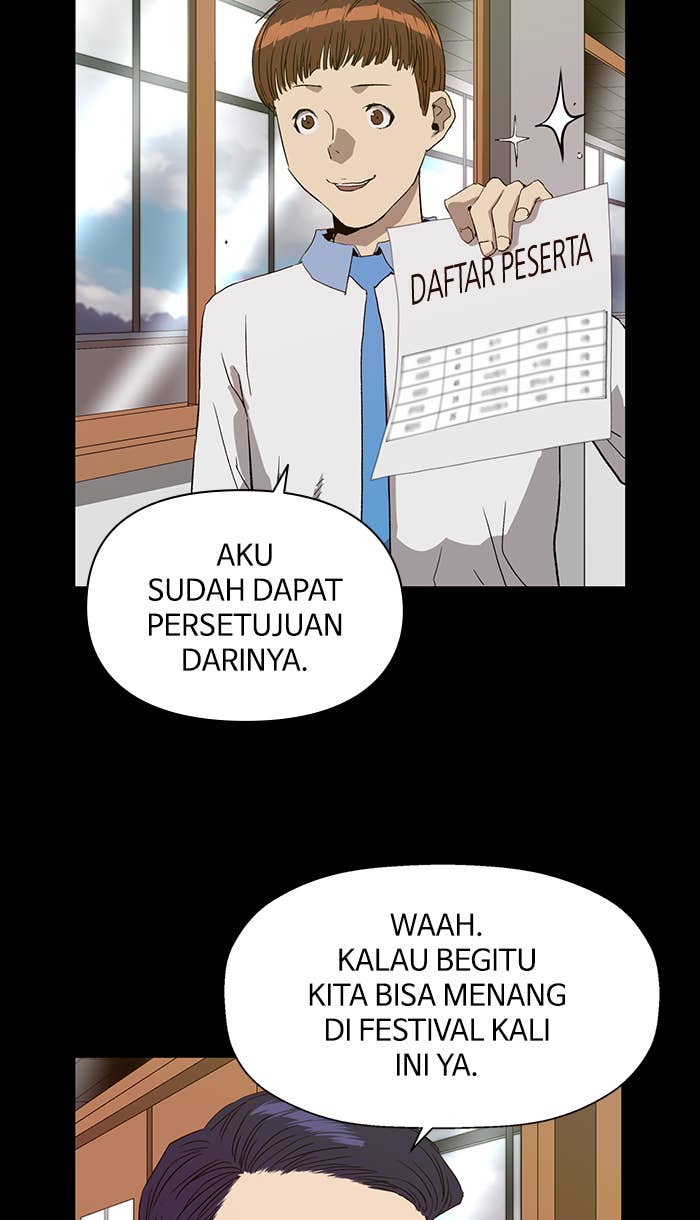 DAFTAR PESERTA
AKU
SUDAH DAPAT
PERSETUJUAN
DARINYA.
WAAH.
KALAU BEGITU
KITA BISA MENANG
DI FESTIVAL KALI
INI YA.